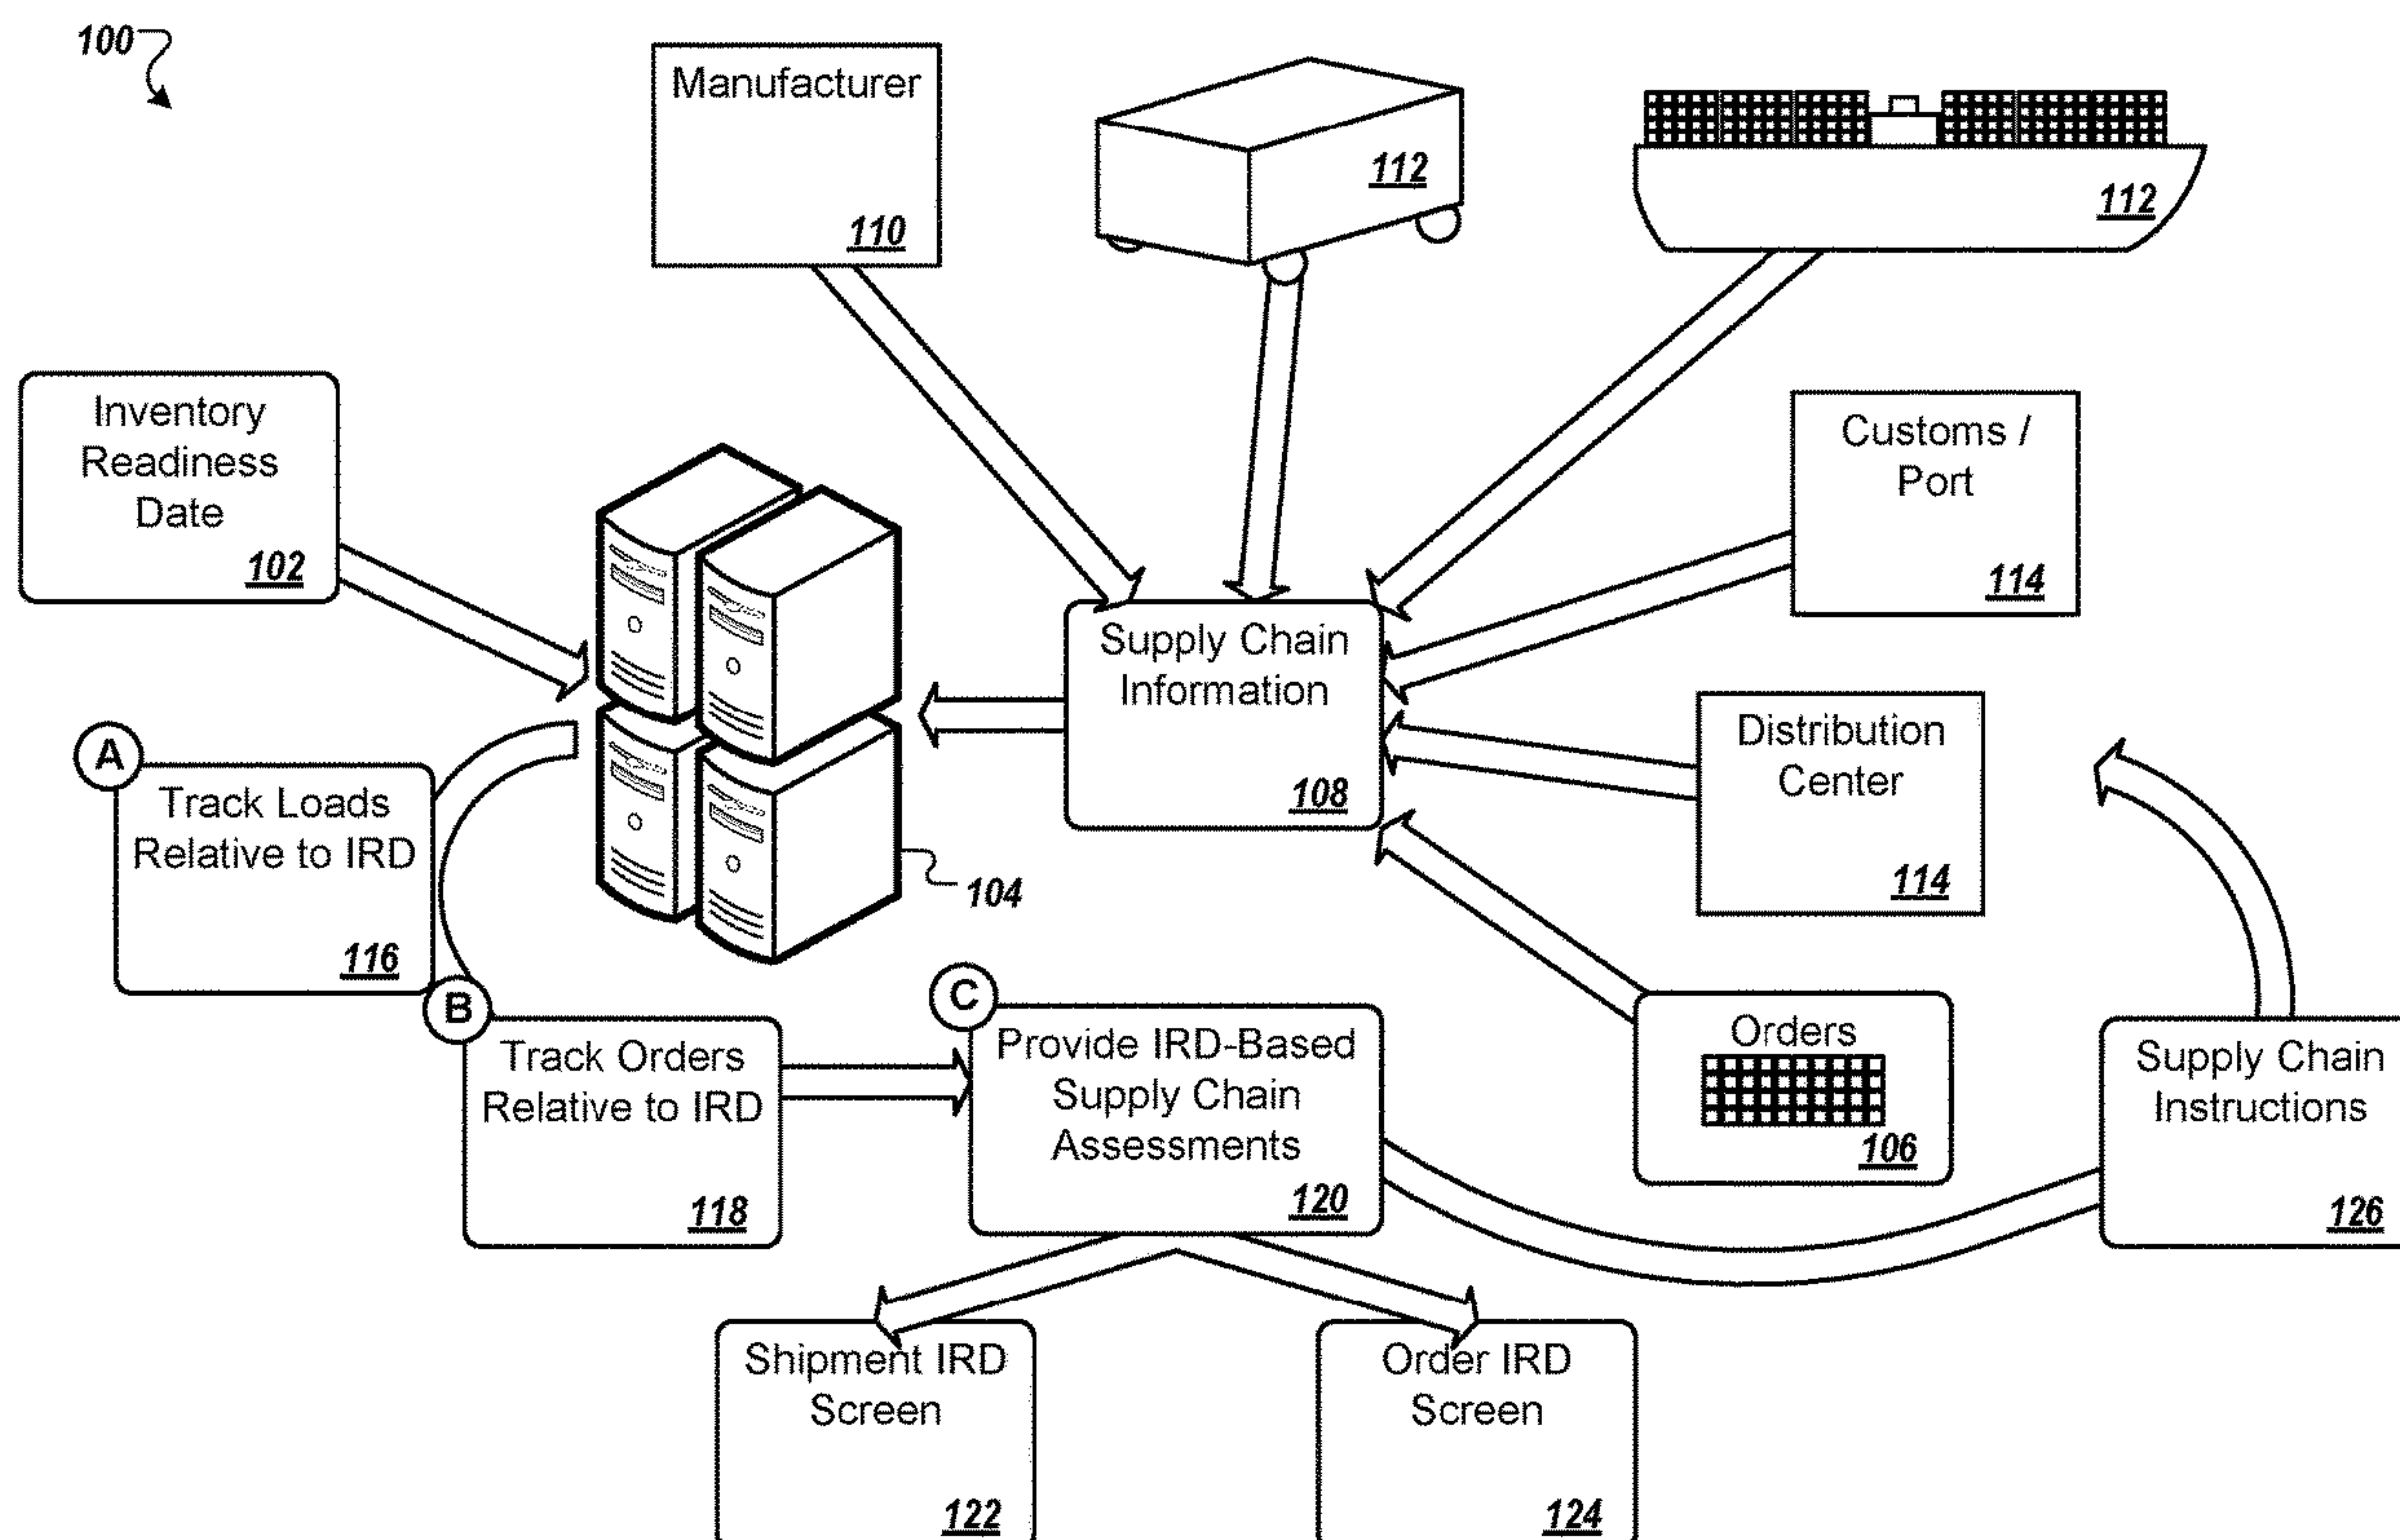 100
Manufacturer
110
112
112
Inventory
Readiness
Date
102
Customs /
Port
114
Supply Chain
Information
108
104
Distribution
Center
114
A
Track Loads
Relative to IRD
116
B
Track Orders
Relative to IRD
118
C
Provide IRD-Based
Supply Chain
Assessments
120
Orders
106
Supply Chain
Instructions
126
Shipment IRD
Screen
122
Order IRD
Screen
124